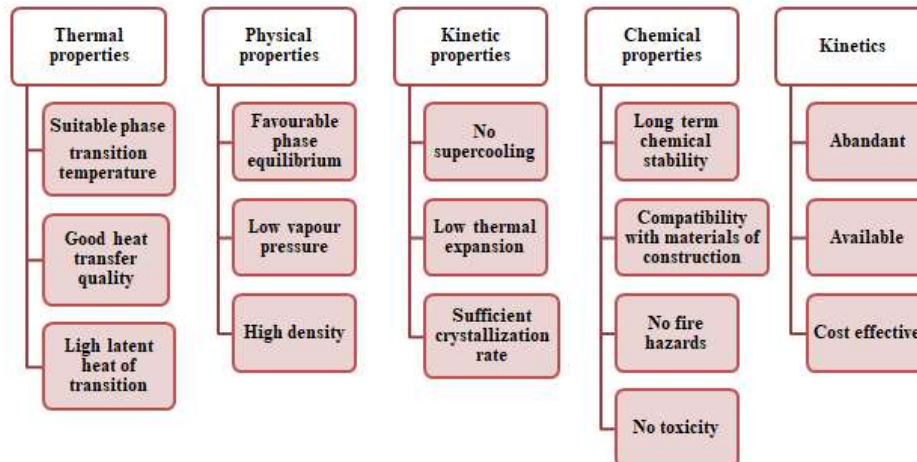 Thermal
properties
Suitable phase
transition
temperature
Good heat
transfer
quality
Ligh latent
heat of
transition
Physical
properties
Favourable
phase
equilibrium
Low vapour
pressure
High density
Kinetic
properties
No
supercooling
Low thermal
expansion
Sufficient
crystallization
rate
Chemical
properties
Long term
chemical
stability
Compatibility
with materials of
construction
No fire
hazards
No toxicity
Kinetics
Abandant
Available
Cost effective